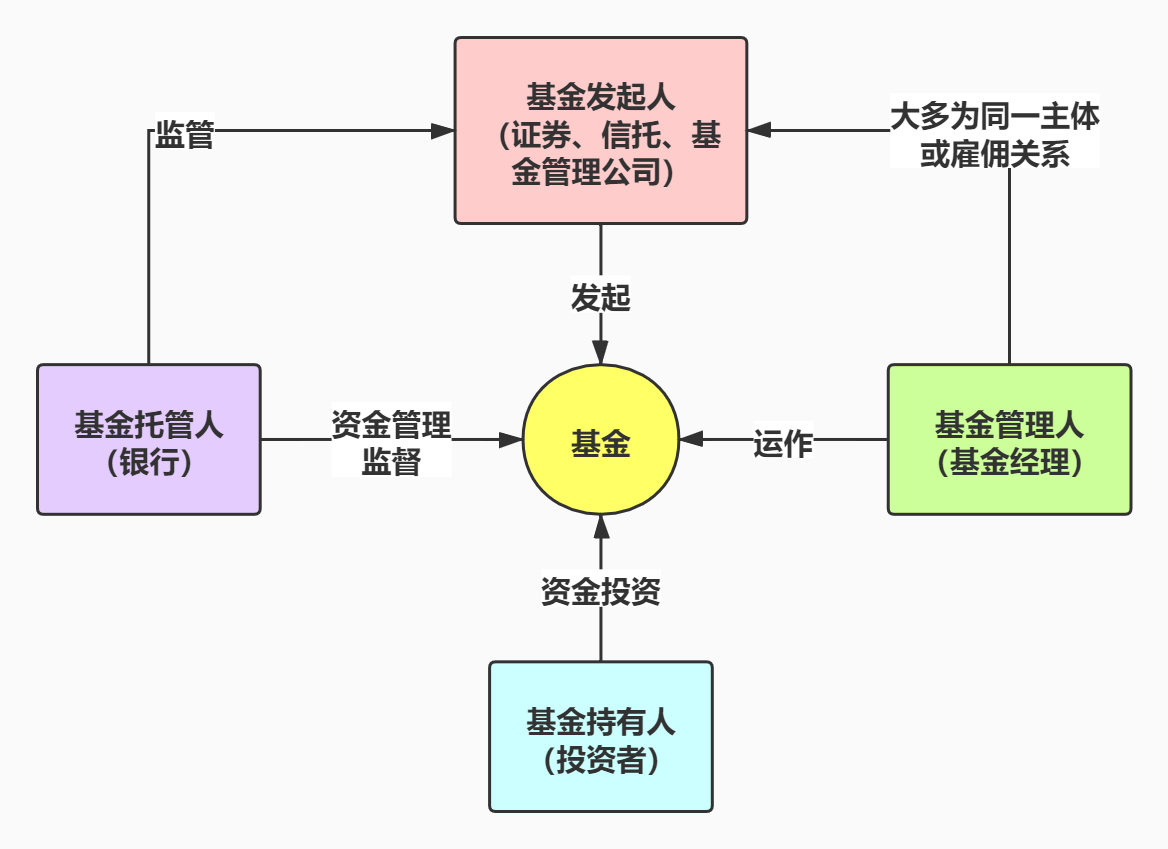 基金发起人
（证券、信托、基
金管理公司）
监管
大多为同一主体
或雇佣关系
发起
基金托管人
（银行）
资金管理
监督
基金
运作
基金管理人
（基金经理）
资金投资
基金持有人
（投资者）